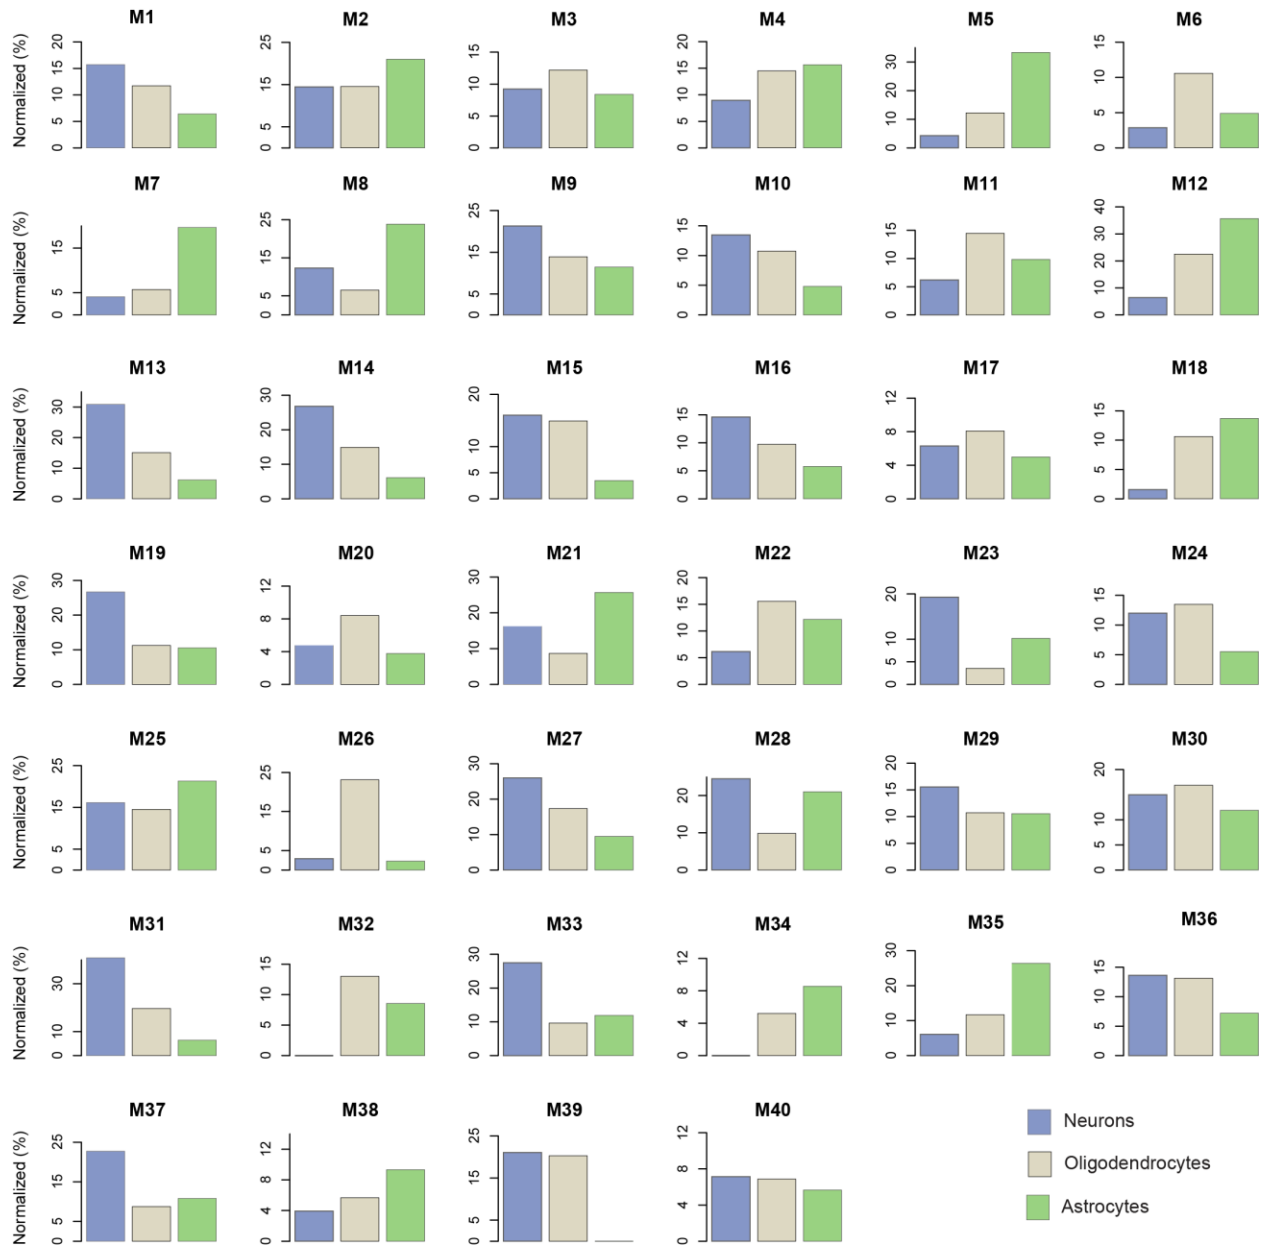 M1 M2 M3 M4 M5 M6
Normalized (%)
0 5 10 15 20
0 5 15 25
0 5 10 15
0 5 10 15 20
0 10 20 30
0 5 10 15
M7 M8 M9 M10 M11 M12
Normalized (%)
0 5 15
0 5 15 25
0 5 15 25
0 5 10 15
0 5 10 15
0 10 20 30 40
M13 M14 M15 M16 M17 M18
Normalized (%)
0 10 20 30
0 10 20 30
0 5 10 20
0 5 10 15
0 4 8 12
0 5 10 15
M19 M20 M21 M22 M23 M24
Normalized (%)
0 10 20 30
0 4 8 12
0 10 20 30
0 5 10 15 20
0 5 10 20
0 5 10 15
M25 M26 M27 M28 M29 M30
Normalized (%)
0 5 15 25
0 5 15 25
0 10 20 30
0 10 20
0 5 10 15 20
0 5 10 20
M31 M32 M33 M34 M35 M36
Normalized (%)
0 10 30
0 5 10 15
0 10 20 30
0 4 8 12
0 10 20 30
0 5 10 15
M37 M38 M39 M40
Normalized (%)
0 5 15 25
0 4 8 12
0 5 15 25
0 4 8 12
Neurons
Oligodendrocytes
Astrocytes